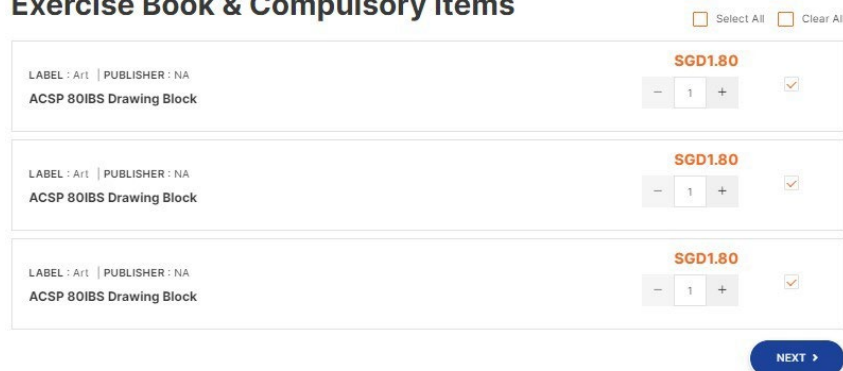 Exercise Book & Compulsory Items
Select All Clear All
SGD1.80
LABEL : Art | PUBLISHER : NA
ACSP 80IBS Drawing Block
− 1 +
SGD1.80
LABEL : Art | PUBLISHER : NA
ACSP 80IBS Drawing Block
− 1 +
SGD1.80
LABEL : Art | PUBLISHER : NA
ACSP 80IBS Drawing Block
− 1 +
NEXT >